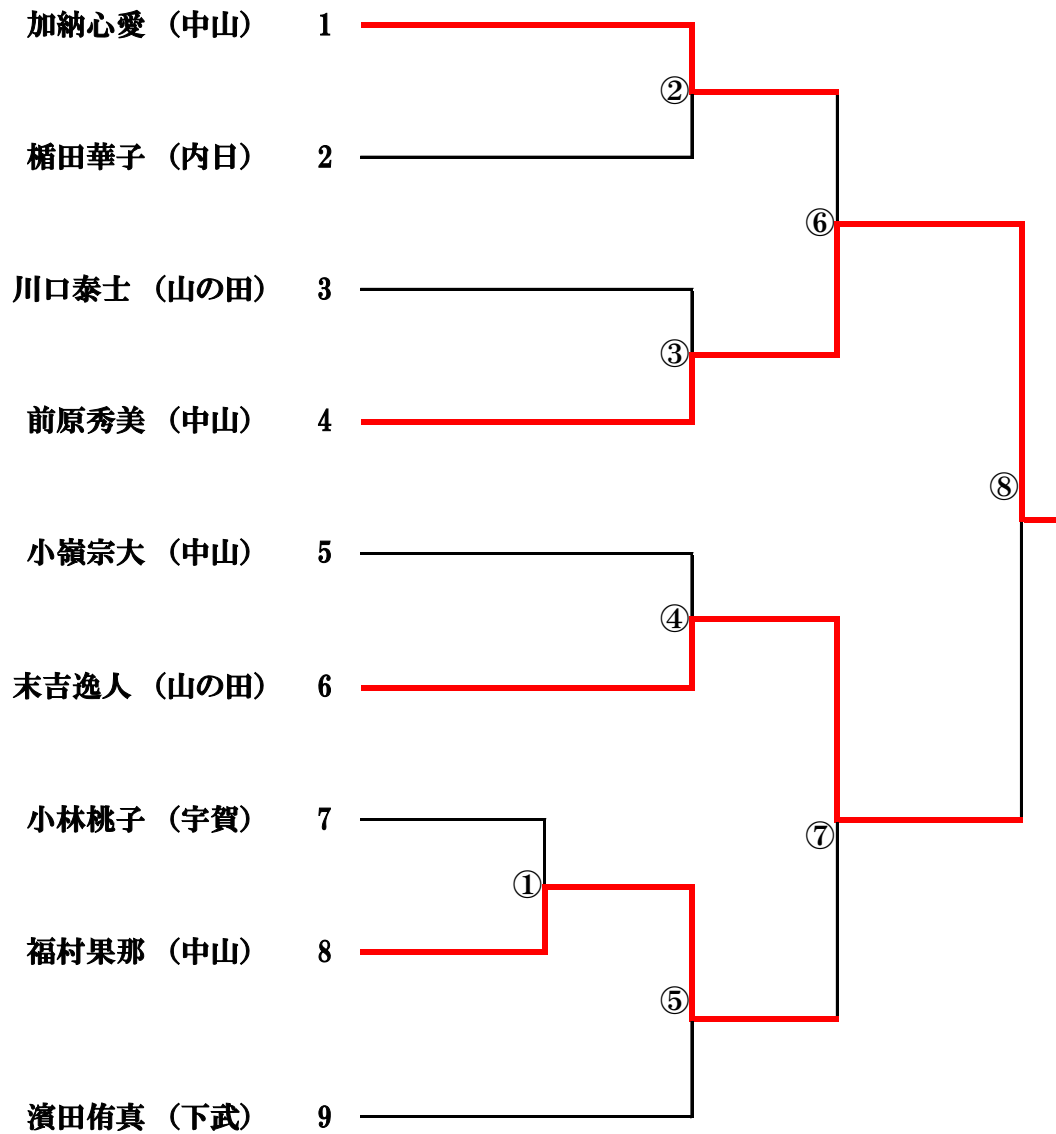 加納心愛 （中山） 1
②
楯田華子 （内日） 2
⑥
川口泰士 （山の田） 3
③
前原秀美 （中山） 4
⑧
小嶺宗大 （中山） 5
④
末吉逸人 （山の田） 6
小林桃子 （宇賀） 7
⑦
①
福村果那 （中山） 8
⑤
濱田侑真 （下武） 9